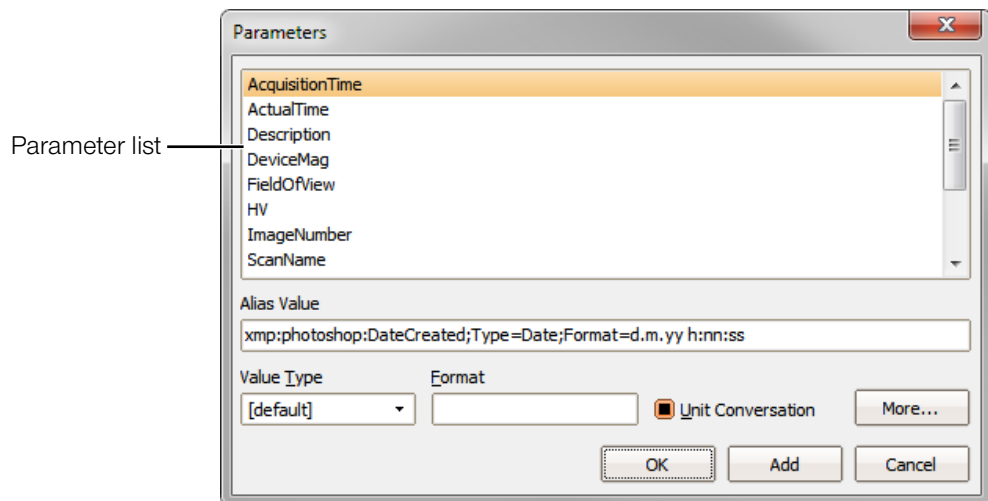 Parameters
AcquisitionTime
ActualTime
Description
Parameter list
DeviceMag
FieldOfView
HV
ImageNumber
ScanName
Alias Value
xmp:photoshop:DateCreated;Type=Date;Format=d.m.yy h:nn:ss
Value Type Format
[default] Unit Conversation More...
OK Add Cancel